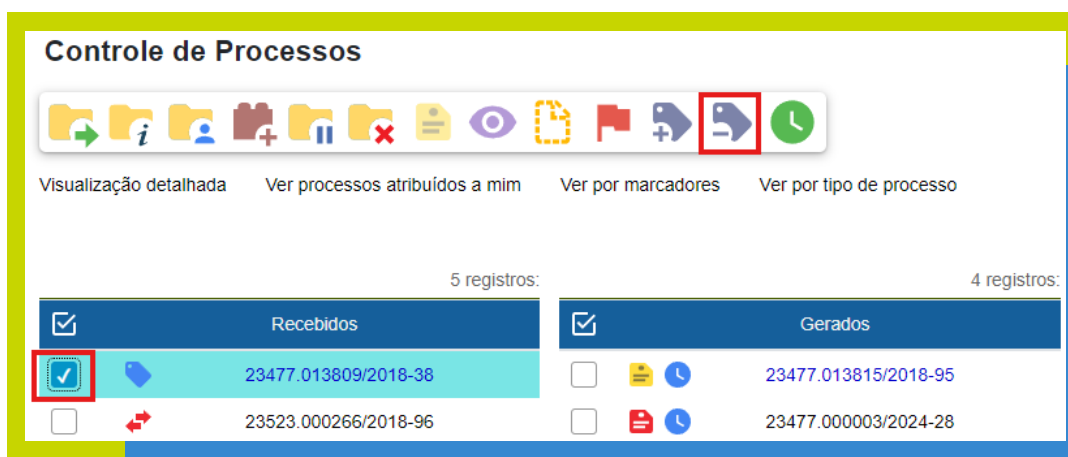 Controle de Processos
Visualização detalhada Ver processos atribuídos a mim Ver por marcadores Ver por tipo de processo
5 registros:
4 registros:
Recebidos
Gerados
23477.013809/2018-38
23477.013815/2018-95
23523.000266/2018-96
23477.000003/2024-28